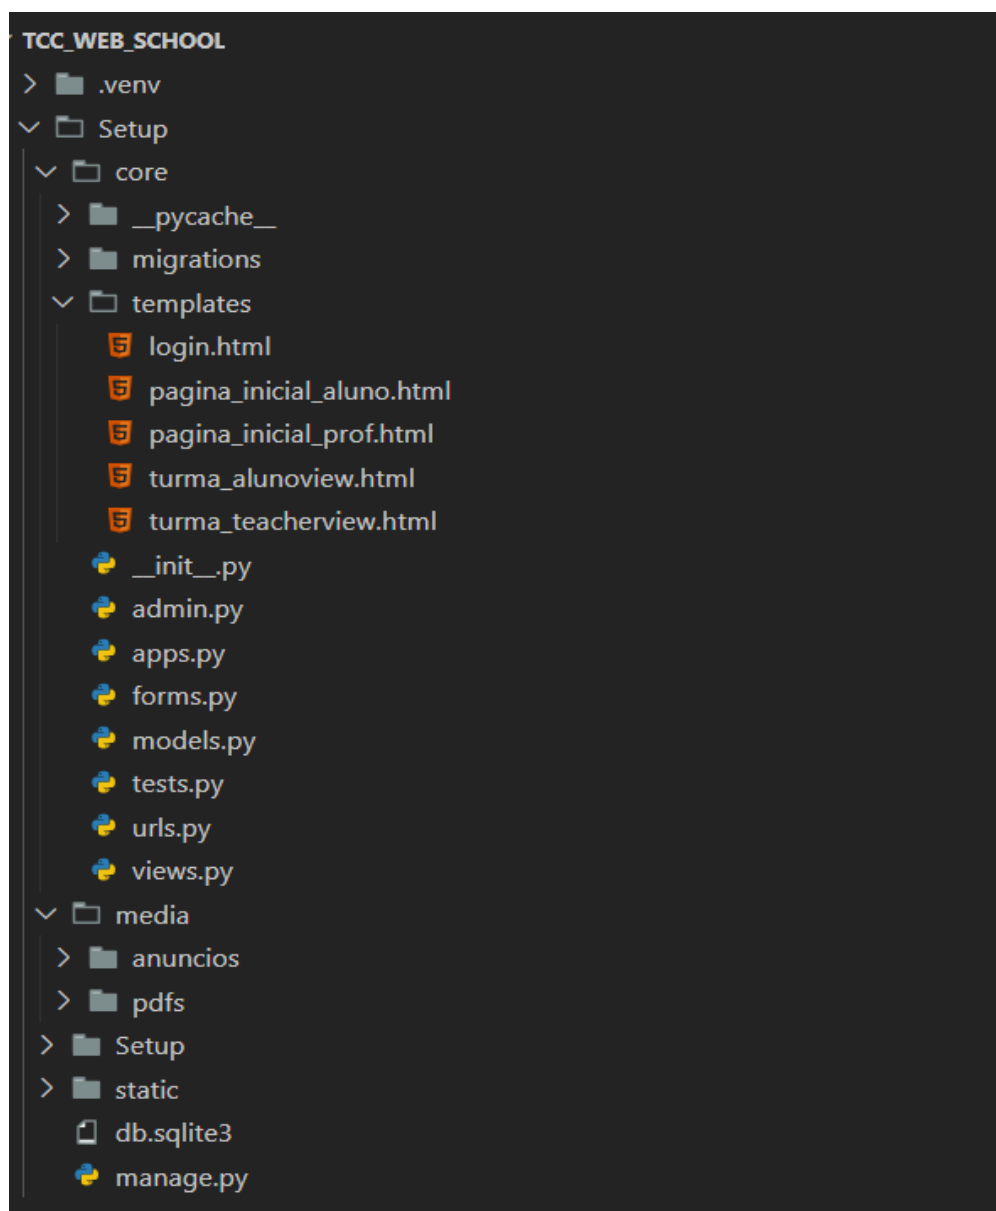 TCC_WEB_SCHOOL
.venv
Setup
core
__pycache__
migrations
templates
login.html
pagina_inicial_aluno.html
pagina_inicial_prof.html
turma_alunoview.html
turma_teacherview.html
__init__.py
admin.py
apps.py
forms.py
models.py
tests.py
urls.py
views.py
media
anuncios
pdfs
Setup
static
db.sqlite3
manage.py